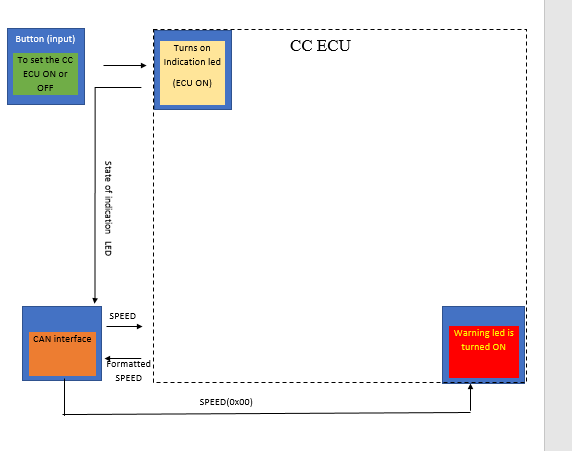 Button (input)
To set the CC
ECU ON or
OFF
Turns on
Indication led
(ECU ON)
CC ECU
State of indication LED
SPEED
CAN interface
Formatted
SPEED
Warning led is
turned ON
SPEED(0x00)